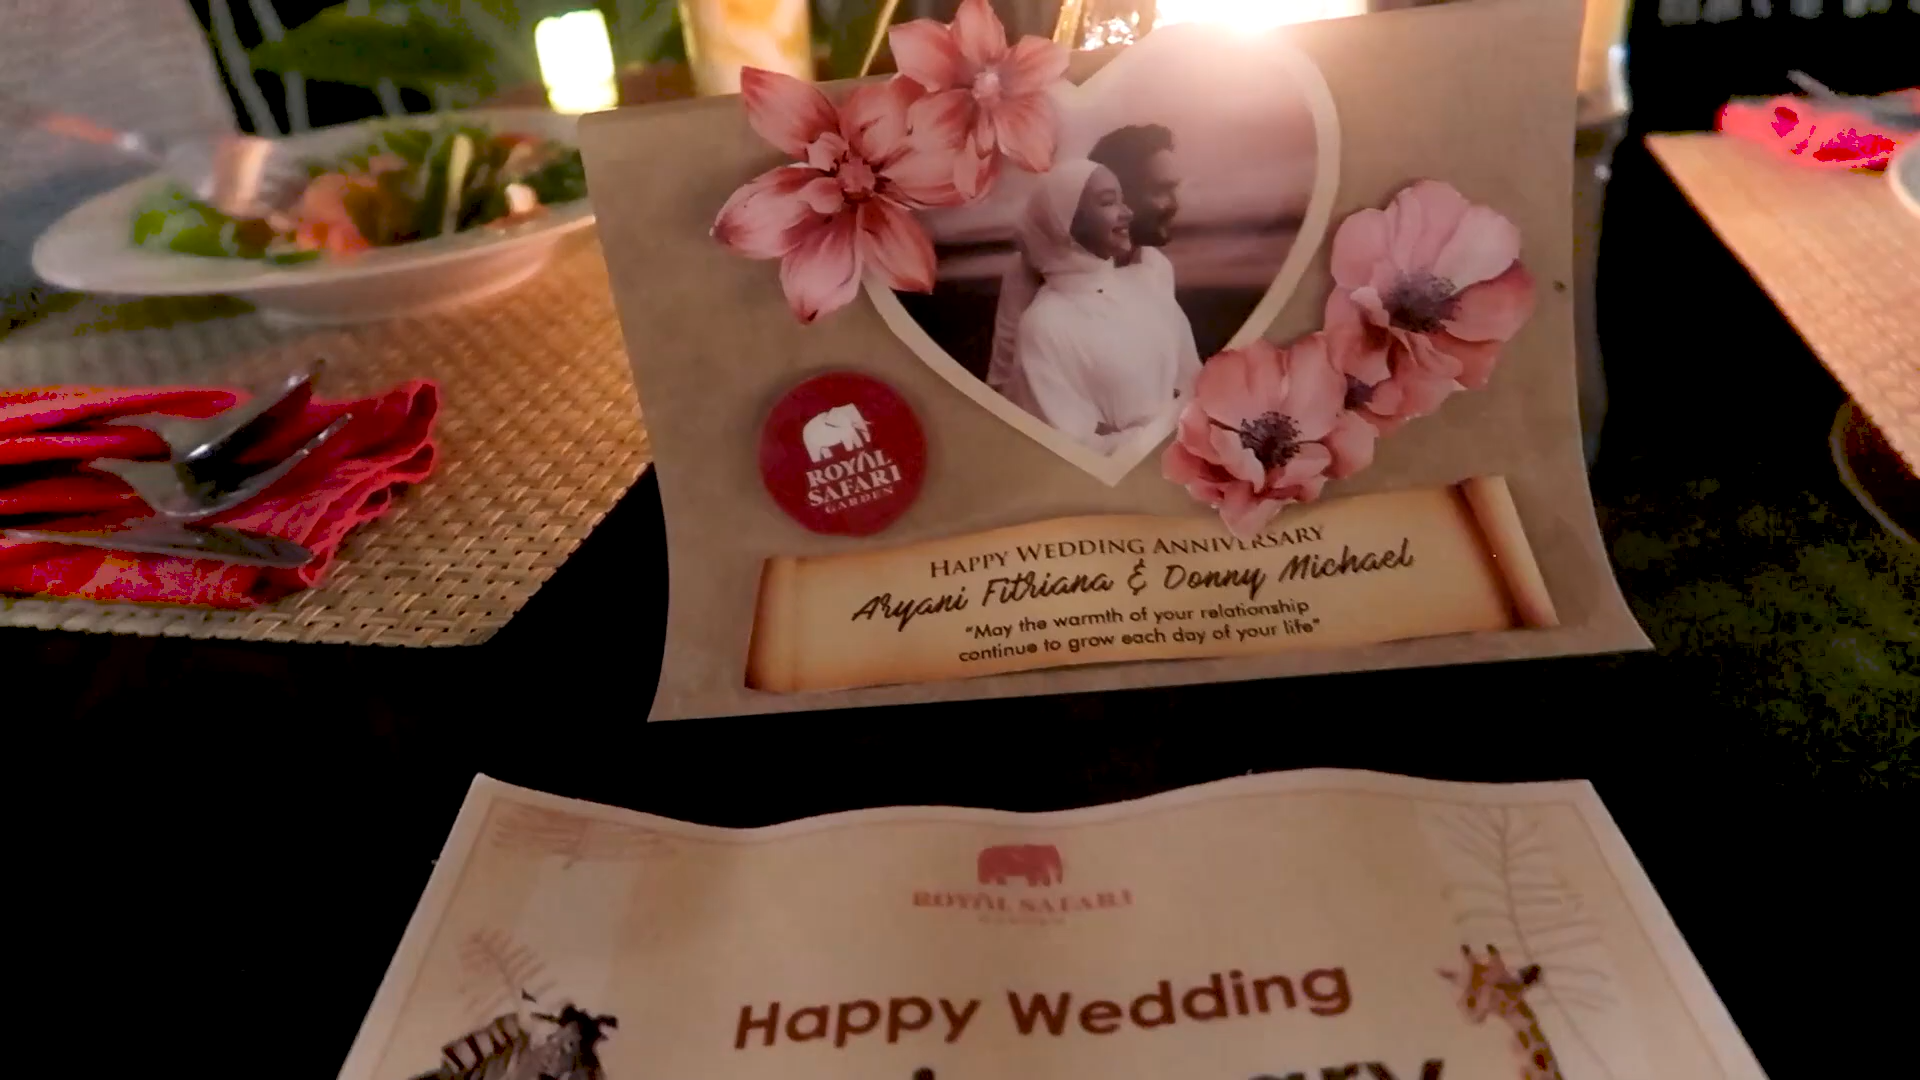 ROYAL
SAFARI
GARDEN
HAPPY WEDDING ANNIVERSARY
Aryani Fitriana & Donny Michael
"May the warmth of your relationship
continue to grow each day of your life"
ROYAL SAFARI
GARDEN
Happy Wedding